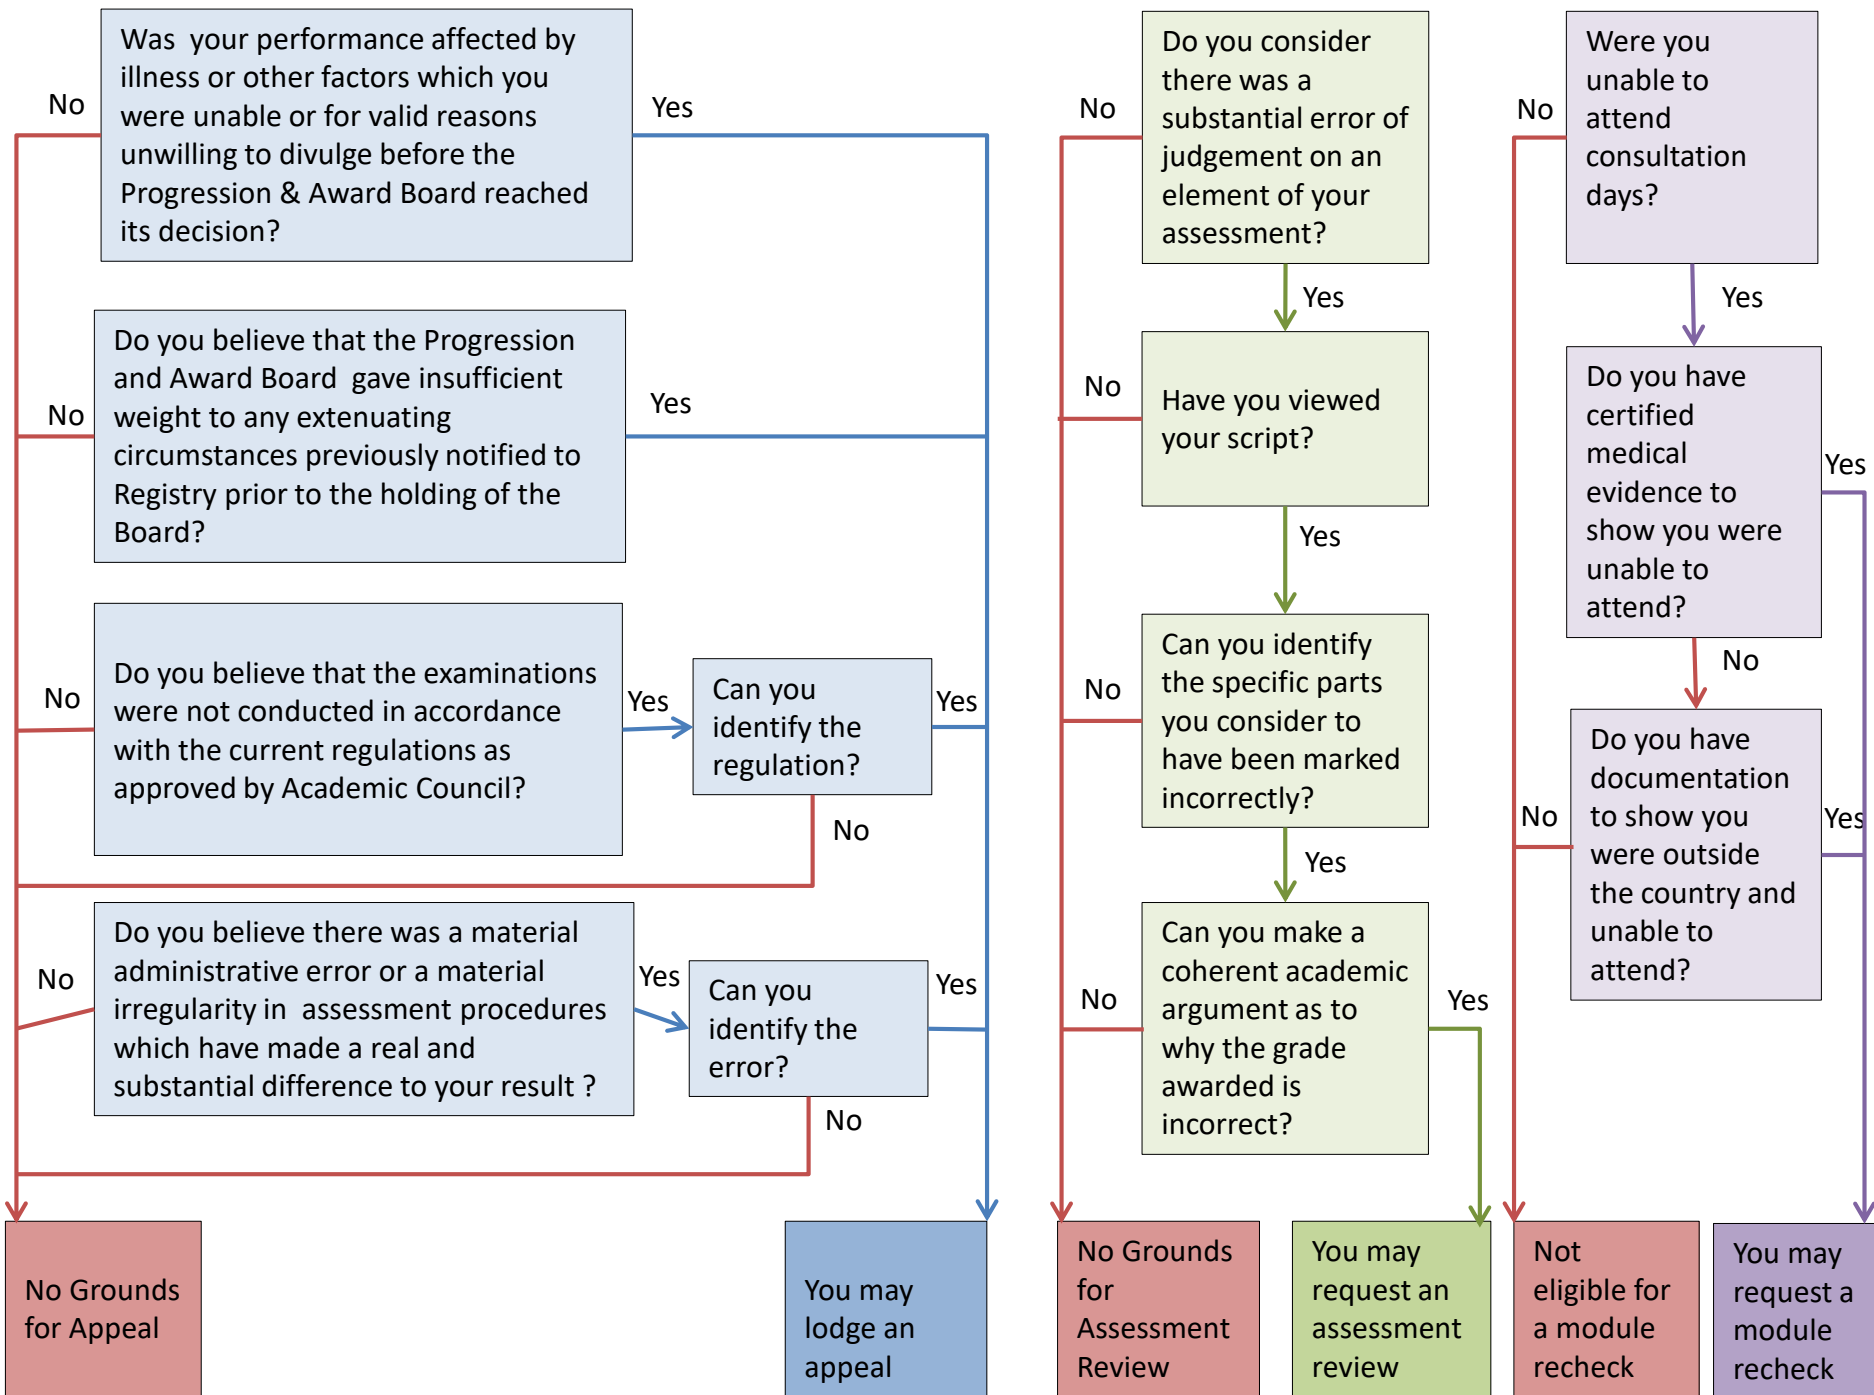 Was your performance affected by
illness or other factors which you
were unable or for valid reasons
unwilling to divulge before the
Progression & Award Board reached
its decision?
No
Yes
Do you believe that the Progression
and Award Board gave insufficient
weight to any extenuating
circumstances previously notified to
Registry prior to the holding of the
Board?
No
Yes
Do you believe that the examinations
were not conducted in accordance
with the current regulations as
approved by Academic Council?
No
Yes
Can you
identify the
regulation?
Yes
No
Do you believe there was a material
administrative error or a material
irregularity in assessment procedures
which have made a real and
substantial difference to your result ?
No
Yes
Can you
identify the
error?
Yes
No
No Grounds
for Appeal
You may
lodge an
appeal
Do you consider
there was a
substantial error of
judgement on an
element of your
assessment?
No
Yes
Have you viewed
your script?
No
Yes
Can you identify
the specific parts
you consider to
have been marked
incorrectly?
No
Yes
Can you make a
coherent academic
argument as to
why the grade
awarded is
incorrect?
No
Yes
No Grounds
for
Assessment
Review
You may
request an
assessment
review
Were you
unable to
attend
consultation
days?
No
Yes
Do you have
certified
medical
evidence to
show you were
unable to
attend?
Yes
No
Do you have
documentation
to show you
were outside
the country and
unable to
attend?
No
Yes
Not
eligible for
a module
recheck
You may
request a
module
recheck